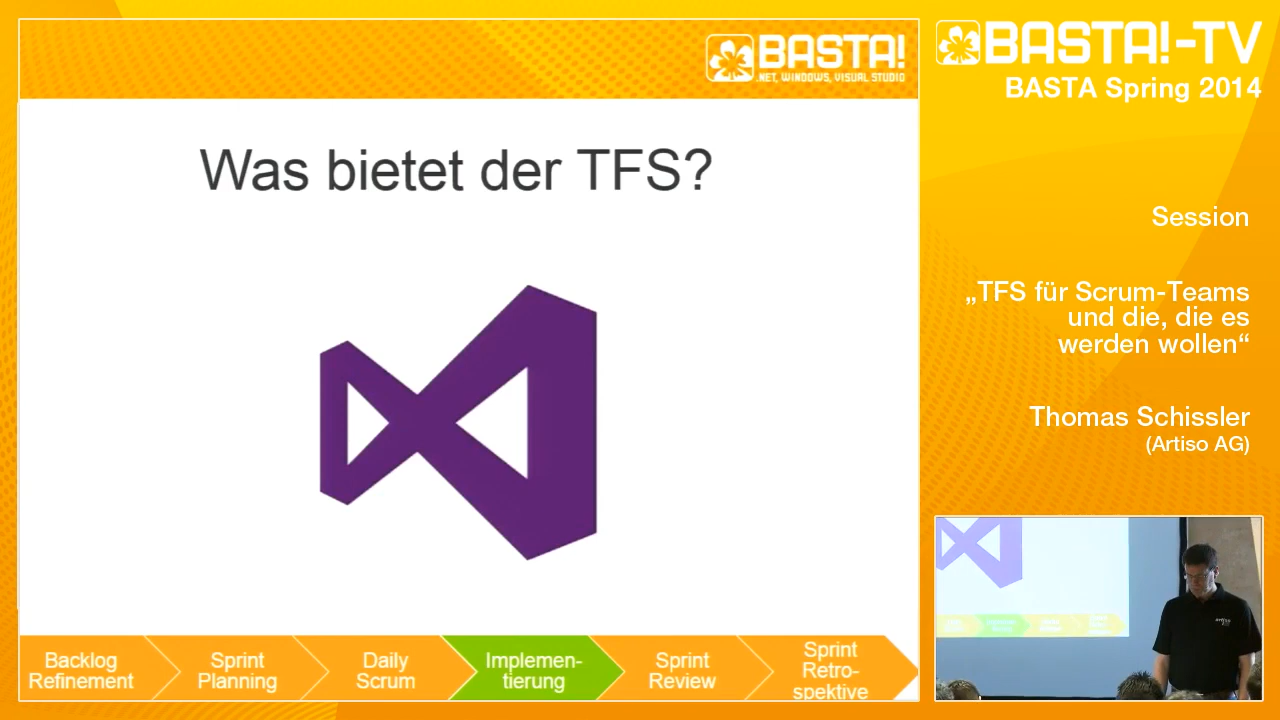 BASTA!
.NET, WINDOWS, VISUAL STUDIO
Was bietet der TFS?
Backlog
Refinement
Sprint
Planning
Daily
Scrum
Implemen-
tierung
Sprint
Review
Sprint
Retro-
spektive
BASTA!-TV
BASTA Spring 2014
Session
„TFS für Scrum-Teams
und die, die es
werden wollen“
Thomas Schissler
(Artiso AG)